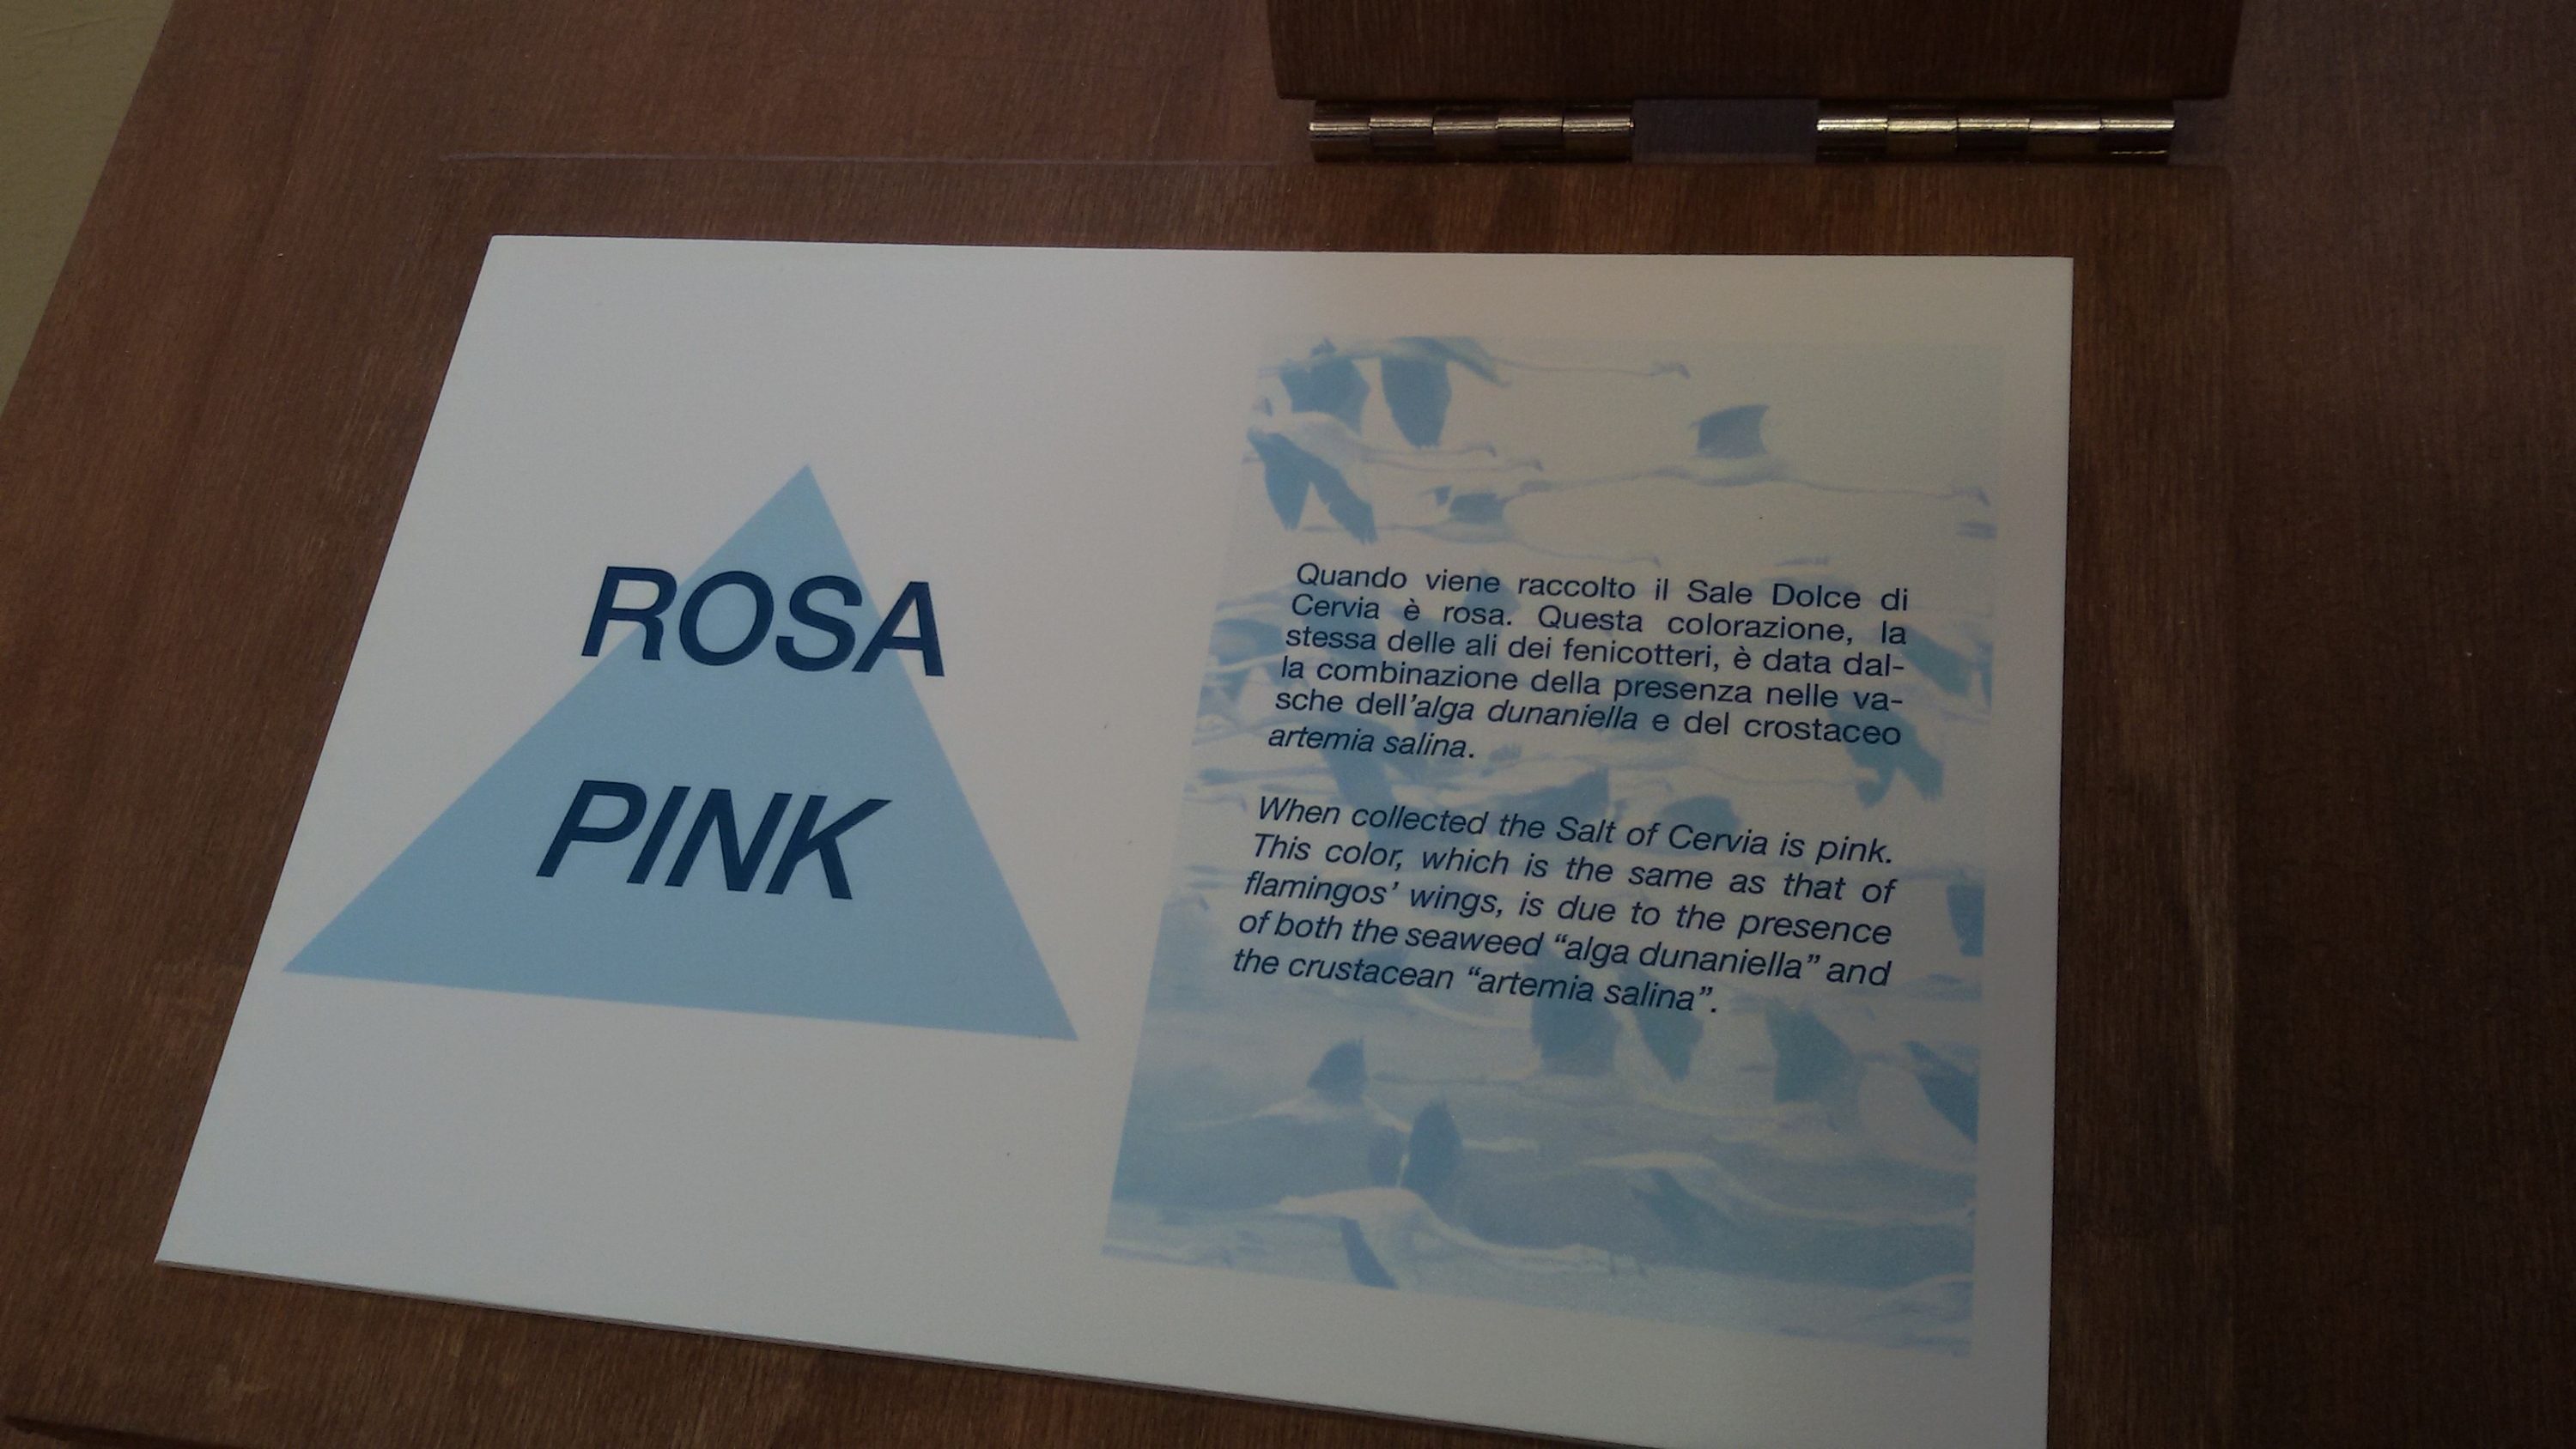 ROSA
PINK
Quando viene raccolto il Sale Dolce di
Cervia è rosa. Questa colorazione, la
stessa delle ali dei fenicotteri, è data dal-
la combinazione della presenza nelle va-
sche dell'alga dunaniella e del crostaceo
artemia salina.
When collected the Salt of Cervia is pink.
This color, which is the same as that of
flamingos' wings, is due to the presence
of both the seaweed “alga dunaniella” and
the crustacean “artemia salina”.